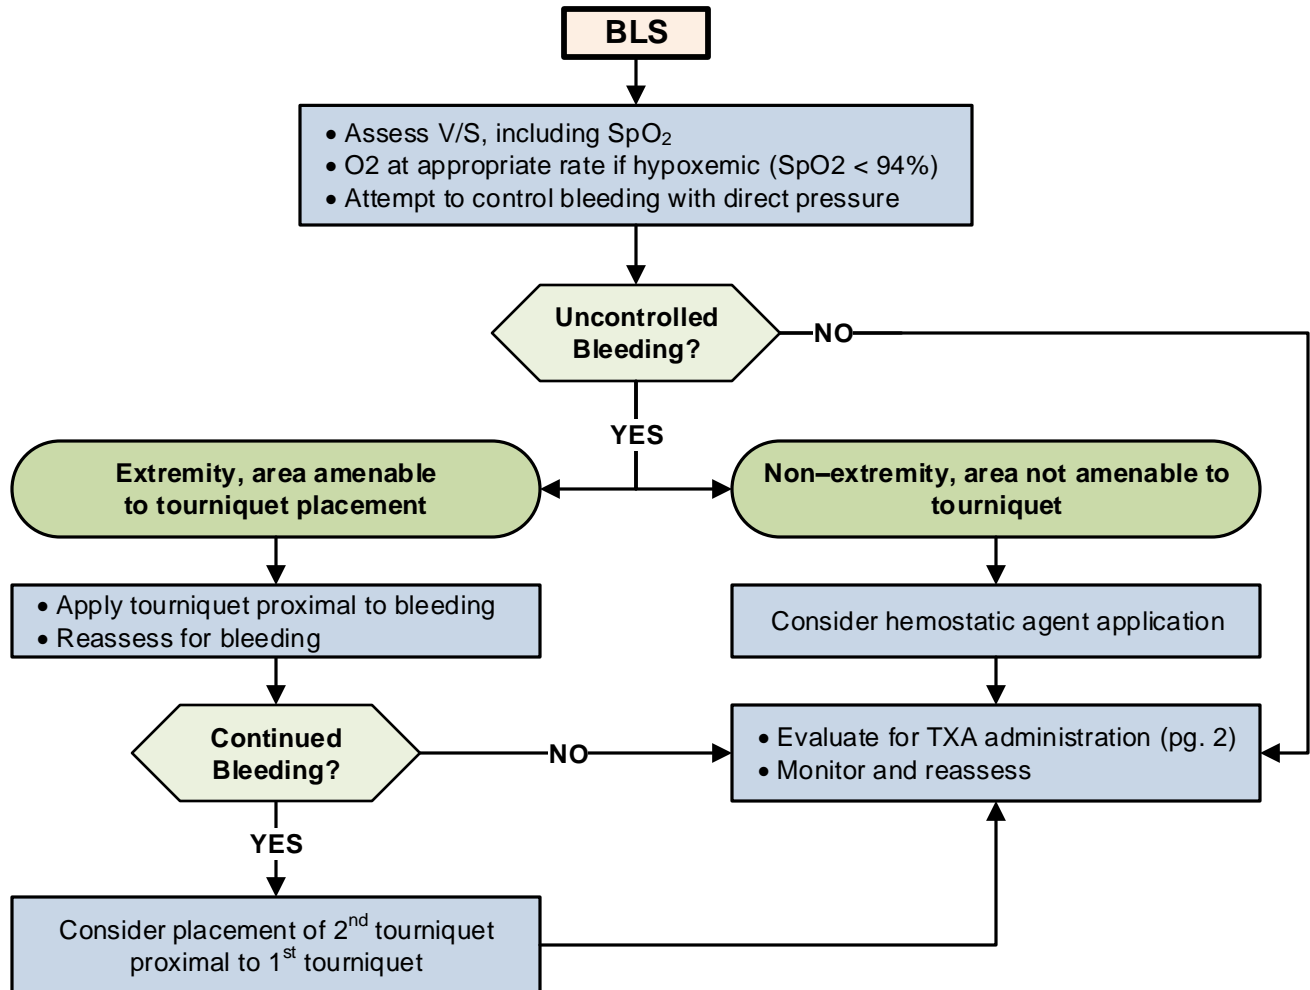 BLS
• Assess V/S, including SpO₂
• O2 at appropriate rate if hypoxemic (SpO2 < 94%)
• Attempt to control bleeding with direct pressure
Uncontrolled
Bleeding?
NO
YES
Extremity, area amenable
to tourniquet placement
Non–extremity, area not amenable to
tourniquet
• Apply tourniquet proximal to bleeding
• Reassess for bleeding
Consider hemostatic agent application
Continued
Bleeding?
NO
• Evaluate for TXA administration (pg. 2)
• Monitor and reassess
YES
Consider placement of 2nd tourniquet
proximal to 1st tourniquet